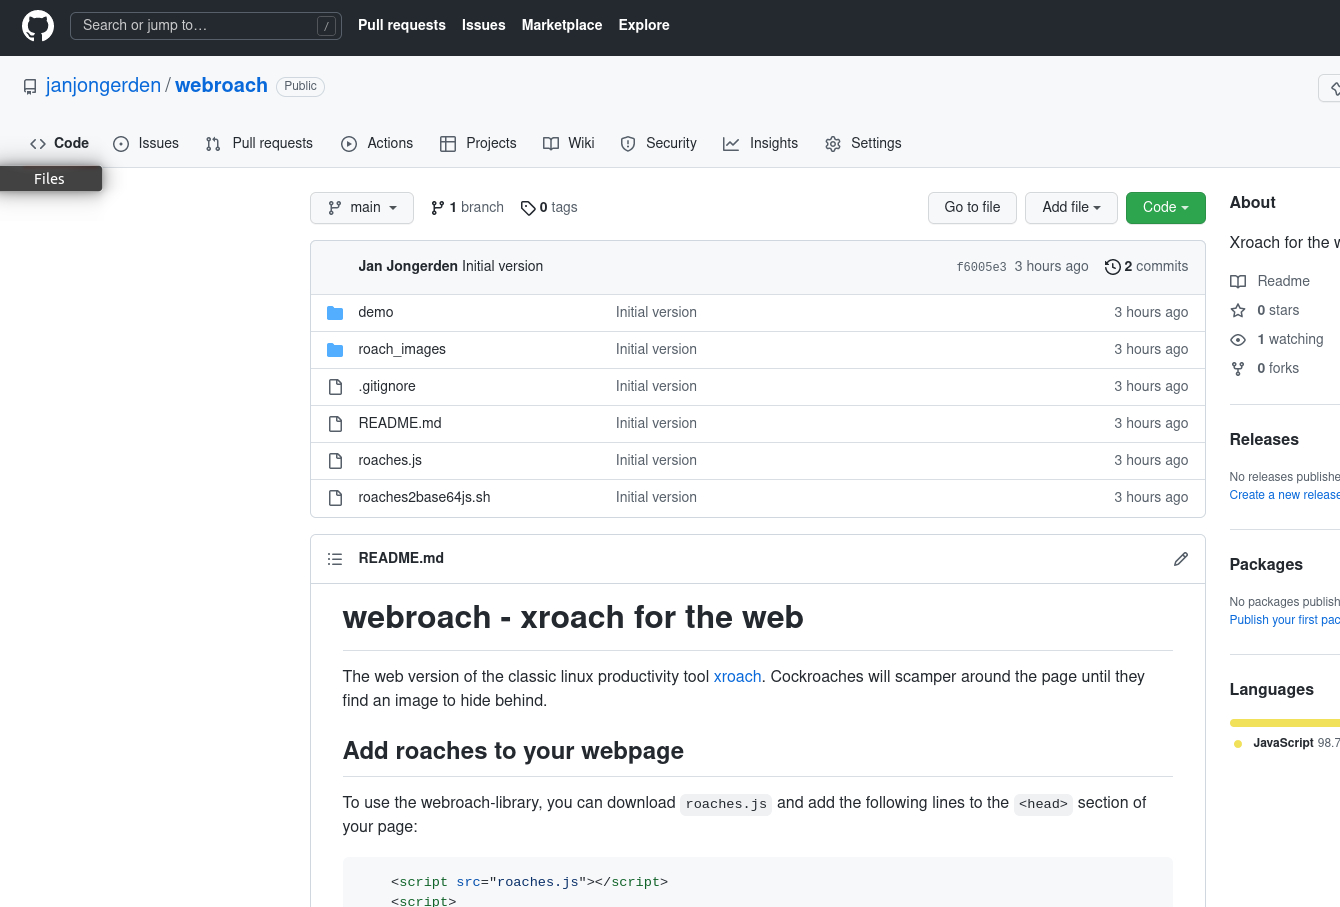 Search or jump to… /
Pull requests Issues Marketplace Explore
janjongerden / webroach Public
Code Issues Pull requests Actions Projects Wiki Security Insights Settings
Files
main 1 branch 0 tags Go to file Add file Code
Jan Jongerden Initial version f6005e3 3 hours ago 2 commits
demo Initial version 3 hours ago
roach_images Initial version 3 hours ago
.gitignore Initial version 3 hours ago
README.md Initial version 3 hours ago
roaches.js Initial version 3 hours ago
roaches2base64js.sh Initial version 3 hours ago
README.md
webroach - xroach for the web
The web version of the classic linux productivity tool xroach. Cockroaches will scamper around the page until they
find an image to hide behind.
Add roaches to your webpage
To use the webroach-library, you can download roaches.js and add the following lines to the <head> section of
your page:
<script src="roaches.js"></script>
<script>
About
Xroach for the
Readme
0 stars
1 watching
0 forks
Releases
No releases publishe
Create a new release
Packages
No packages publish
Publish your first pac
Languages
JavaScript 98.7